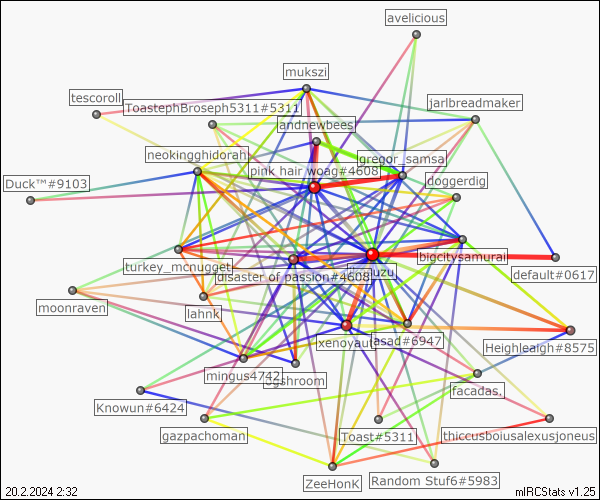 avelicious
mukszi
tescoroll
ToastephBroseph5311#5311
jarlbreadmaker
andnewbees
neokingghidorah
gregor_samsa
pink hair woag#4608
Duck™#9103
doggerdig
turkey_mcnugget
bigcitysamurai
disaster of passion#4608
uzu
default#0617
moonraven
lahnk
xenoyaut
asad#6947
Heighleaigh#8575
mingus4742
gshroom
facadas.
Knowun#6424
gazpachoman
Toast#5311
thiccusboiusalexusjoneus
ZeeHonK
Random Stuf6#5983
20.2.2024 2:32
mIRCStats v1.25